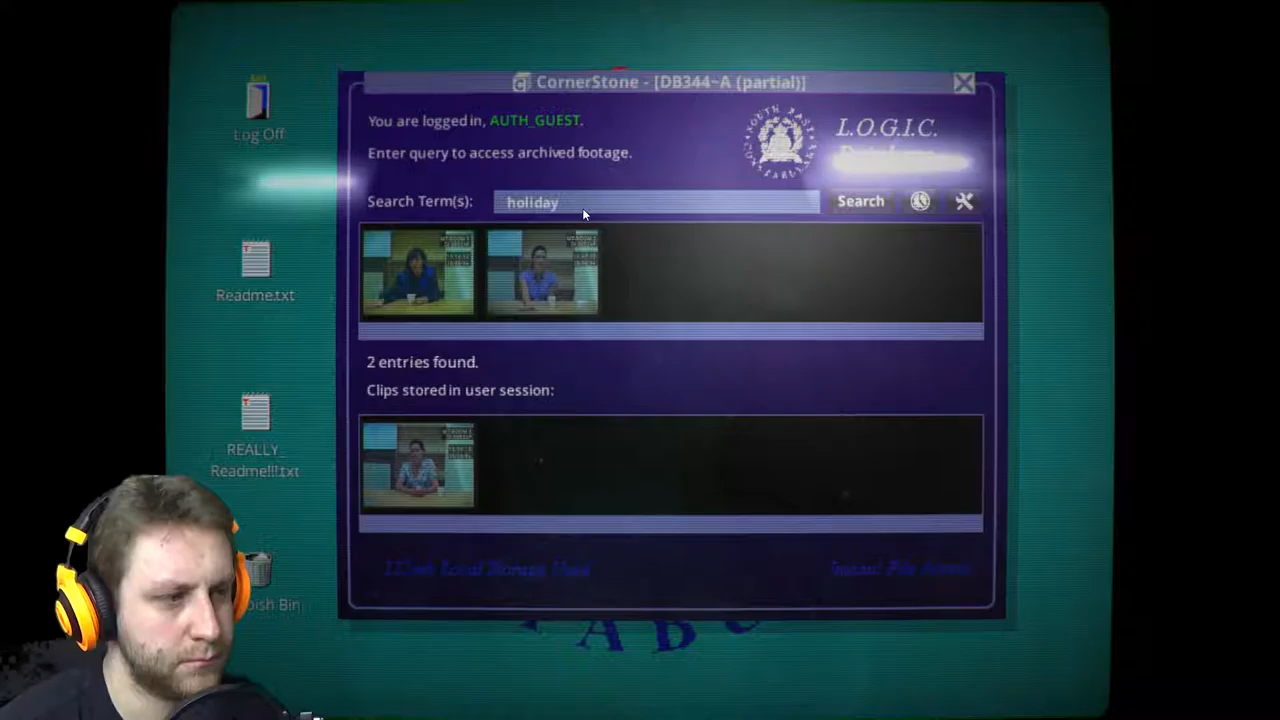 CornerStone - [DB344~A (partial)]
You are logged in, AUTH_GUEST.
L.O.G.I.C.
Enter query to access archived footage.
Log Off
Search Term(s):
holiday
Search
Readme.txt
2 entries found.
Clips stored in user session:
REALLY_
Readme!!!.txt
Bin